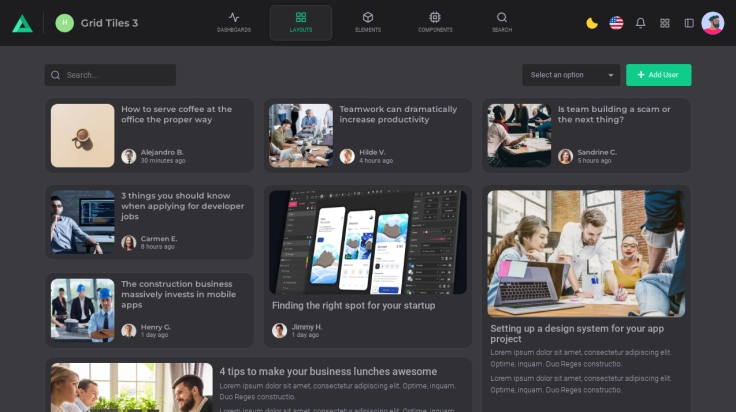 H
Grid Tiles 3
DASHBOARDS
LAYOUTS
ELEMENTS
COMPONENTS
SEARCH
Search...
Select an option
Add User
How to serve coffee at the
office the proper way
Alejandro B.
30 minutes ago
Teamwork can dramatically
increase productivity
Hilde V.
4 hours ago
Is team building a scam or
the next thing?
Sandrine C.
5 hours ago
3 things you should know
when applying for developer
jobs
Carmen E.
8 hours ago
The construction business
massively invests in mobile
apps
Henry G.
1 day ago
Finding the right spot for your startup
Jimmy H.
1 day ago
Setting up a design system for your app
project
Lorem ipsum dolor sit amet, consectetur adipiscing elit.
Optime, inquam. Duo Reges constructio.
Lorem ipsum dolor sit amet, consectetur adipiscing elit.
Optime, inquam. Duo Reges constructio.
4 tips to make your business lunches awesome
Lorem ipsum dolor sit amet, consectetur adipiscing elit. Optime, inquam.
Duo Reges constructio.